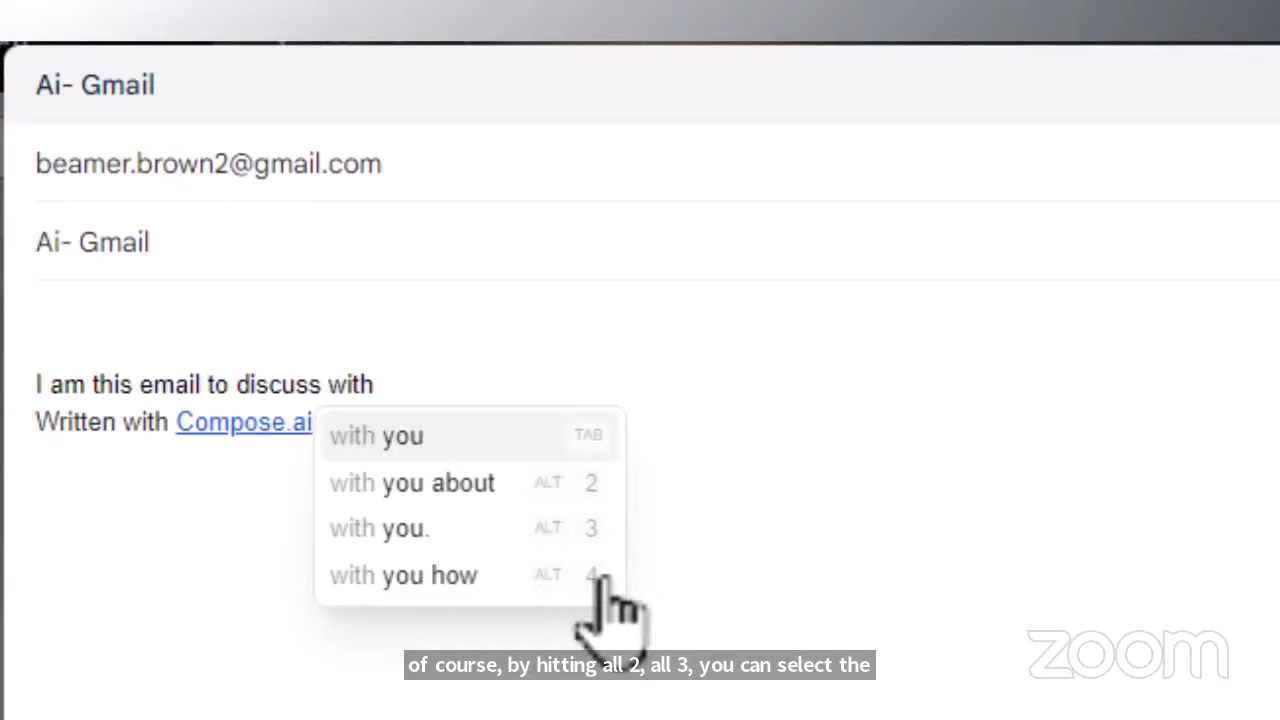 Ai- Gmail
beamer.brown2@gmail.com
Ai- Gmail
I am this email to discuss with
Written with Compose.ai
with you TAB
with you about ALT 2
with you. ALT 3
with you how ALT 4
of course, by hitting all 2, all 3, you can select the
zoom